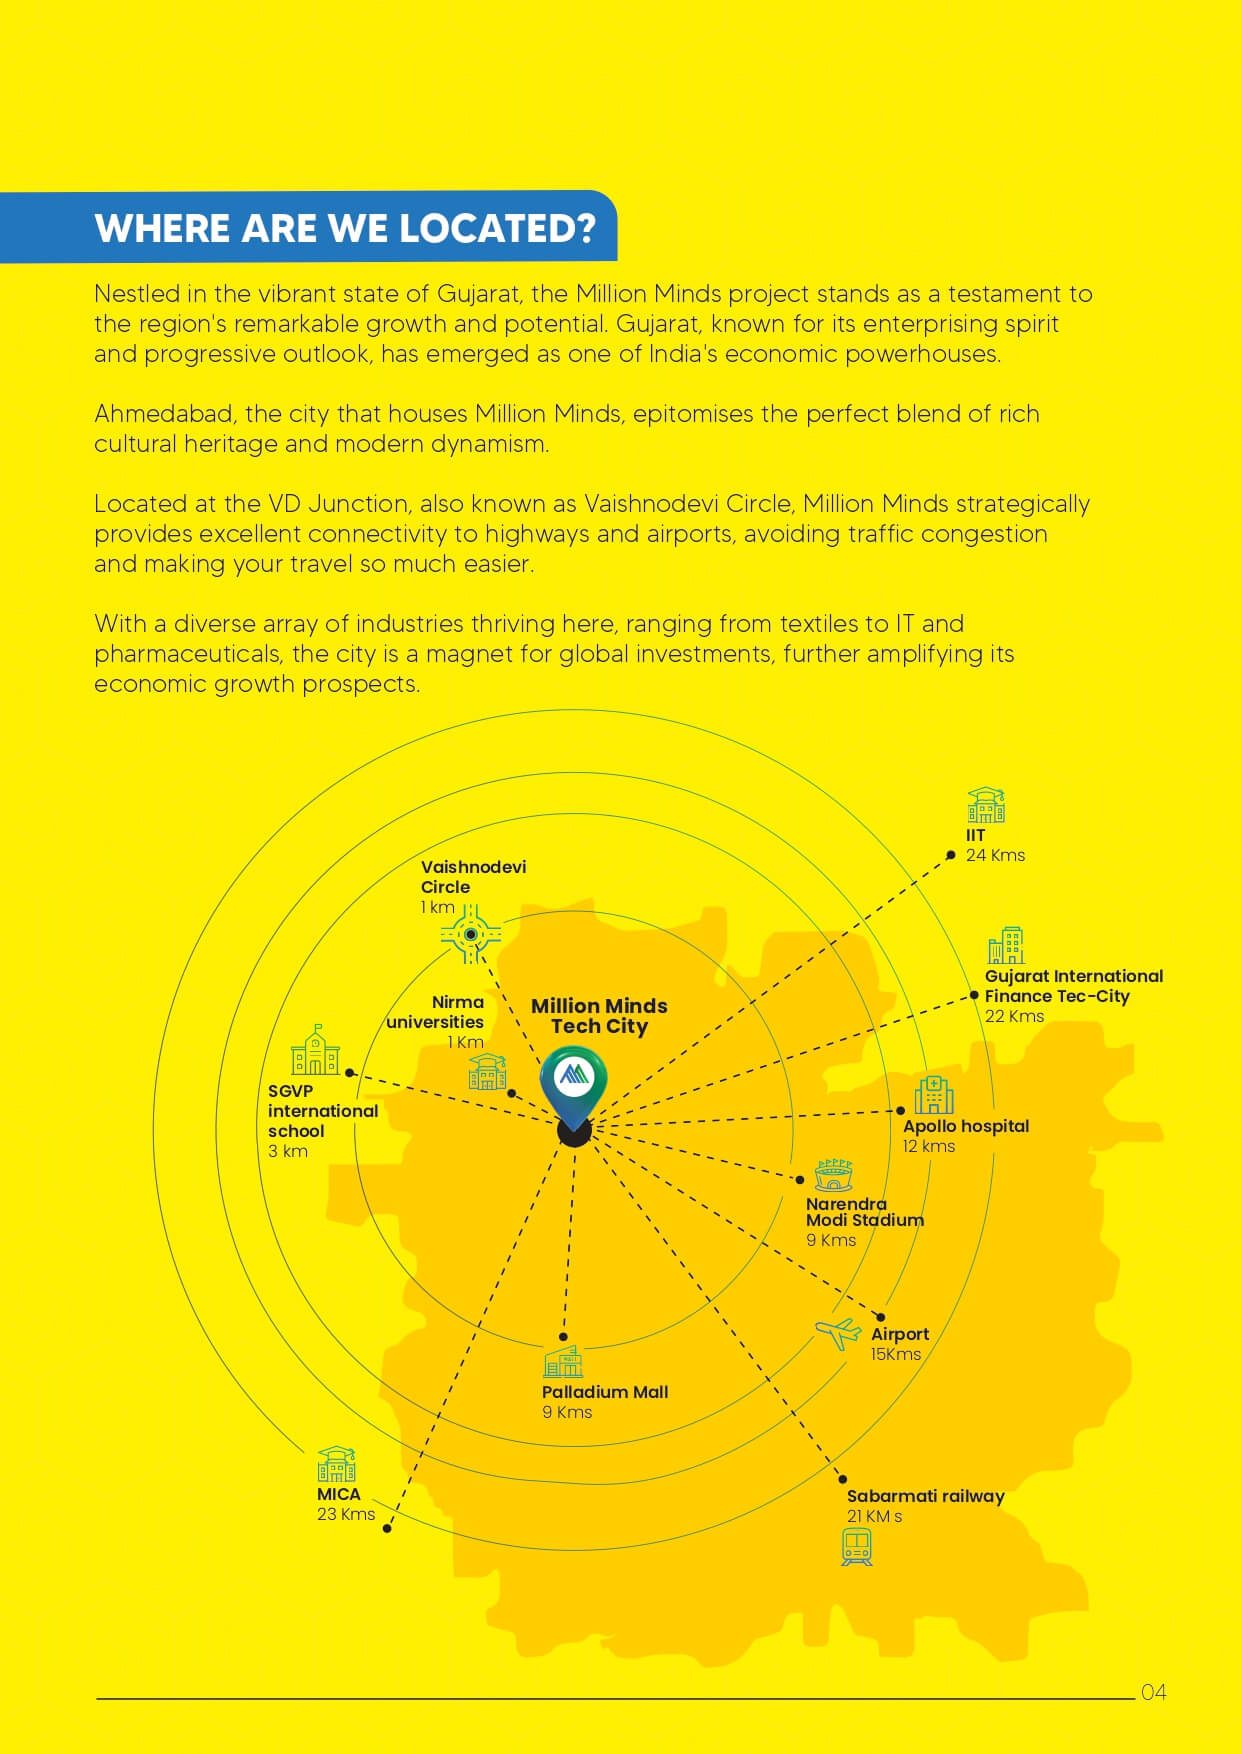 WHERE ARE WE LOCATED?
Nestled in the vibrant state of Gujarat, the Million Minds project stands as a testament to
the region's remarkable growth and potential. Gujarat, known for its enterprising spirit
and progressive outlook, has emerged as one of India's economic powerhouses.
Ahmedabad, the city that houses Million Minds, epitomises the perfect blend of rich
cultural heritage and modern dynamism.
Located at the VD Junction, also known as Vaishnodevi Circle, Million Minds strategically
provides excellent connectivity to highways and airports, avoiding traffic congestion
and making your travel so much easier.
With a diverse array of industries thriving here, ranging from textiles to IT and
pharmaceuticals, the city is a magnet for global investments, further amplifying its
economic growth prospects.
IIT
24 Kms
Vaishnodevi
Circle
1 km
Gujarat International
Finance Tec-City
22 Kms
Nirma
universities
1 Km
Million Minds
Tech City
SGVP
international
school
3 km
Apollo hospital
12 kms
Narendra
Modi Stadium
9 Kms
Airport
15Kms
MALL
Palladium Mall
9 Kms
MICA
23 Kms
Sabarmati railway
21 KM s
04